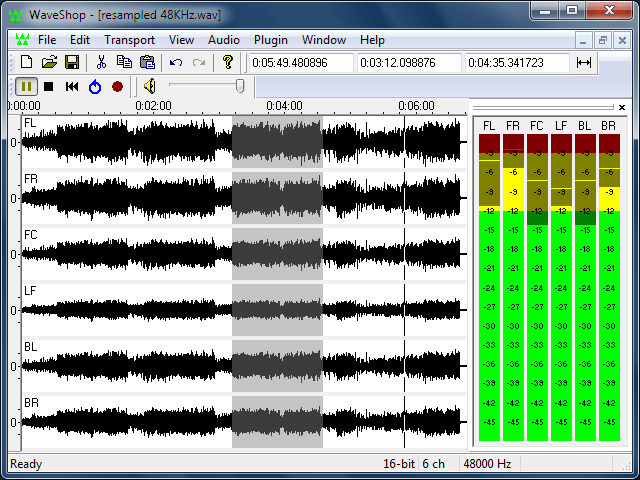 WaveShop - [resampled 48KHz.wav]
File Edit Transport View Audio Plugin Window Help
0:05:49.480896 0:03:12.098876 0:04:35.341723
0:00:00 0:02:00 0:04:00 0:06:00
FL
0
FR
0
FC
0
LF
0
BL
0
BR
0
FL FR FC LF BL BR
-3 -3 -3 -3 -3 -3
-6 -6 -6 -6 -6 -6
-9 -9 -9 -9 -9 -9
-12 -12 -12 -12 -12 -12
-15 -15 -15 -15 -15 -15
-18 -18 -18 -18 -18 -18
-21 -21 -21 -21 -21 -21
-24 -24 -24 -24 -24 -24
-27 -27 -27 -27 -27 -27
-30 -30 -30 -30 -30 -30
-33 -33 -33 -33 -33 -33
-36 -36 -36 -36 -36 -36
-39 -39 -39 -39 -39 -39
-42 -42 -42 -42 -42 -42
-45 -45 -45 -45 -45 -45
Ready 16-bit 6 ch 48000 Hz